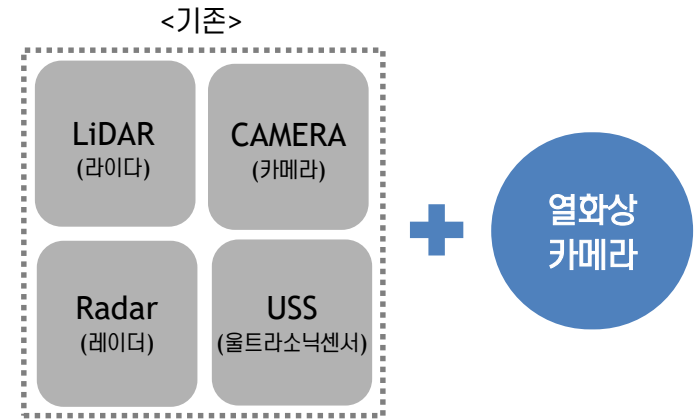 <기존>
LiDAR
(라이다)
CAMERA
(카메라)
Radar
(레이더)
USS
(울트라소닉센서)
열화상
카메라